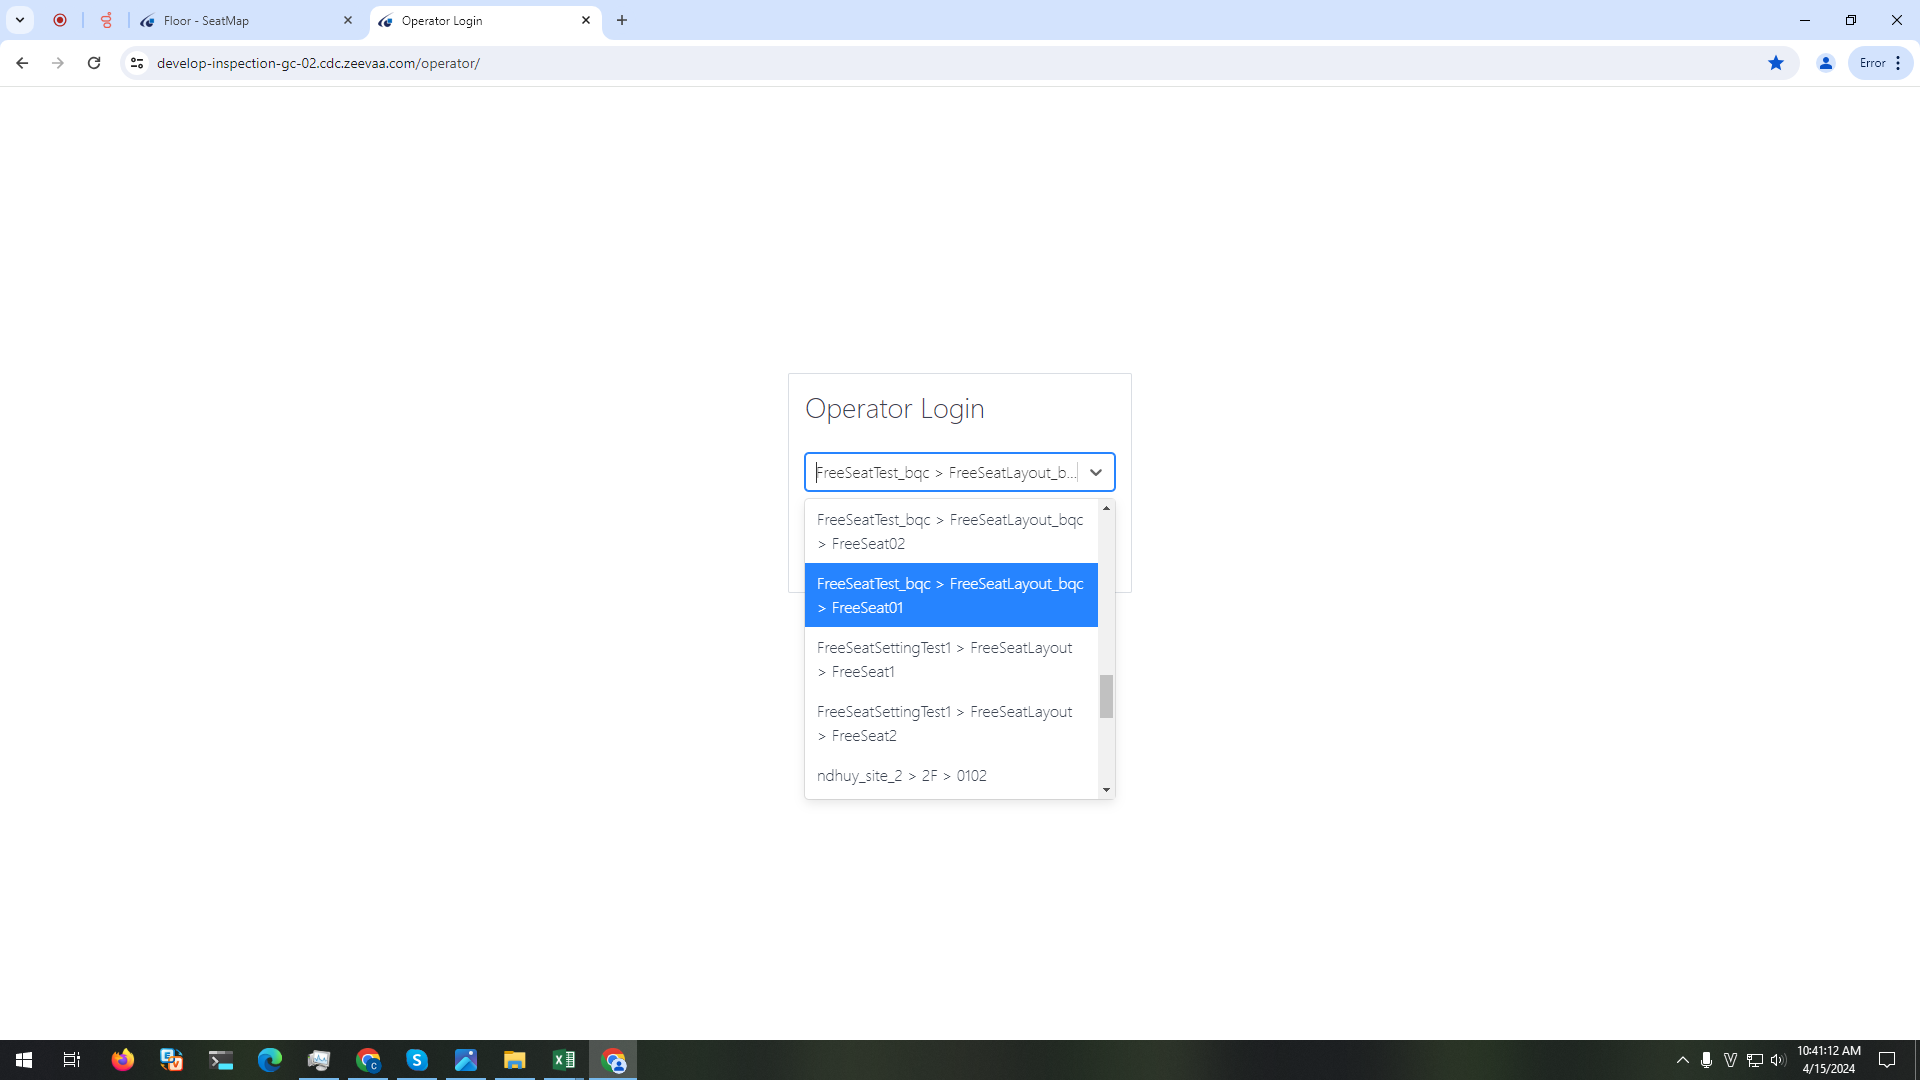 Floor - SeatMap
Operator Login
develop-inspection-gc-02.cdc.zeevaa.com/operator/
Error
Operator Login
FreeSeatTest_bqc > FreeSeatLayout_b...
FreeSeatTest_bqc > FreeSeatLayout_bqc
> FreeSeat02
FreeSeatTest_bqc > FreeSeatLayout_bqc
> FreeSeat01
FreeSeatSettingTest1 > FreeSeatLayout
> FreeSeat1
FreeSeatSettingTest1 > FreeSeatLayout
> FreeSeat2
ndhuy_site_2 > 2F > 0102
10:41:12 AM
4/15/2024